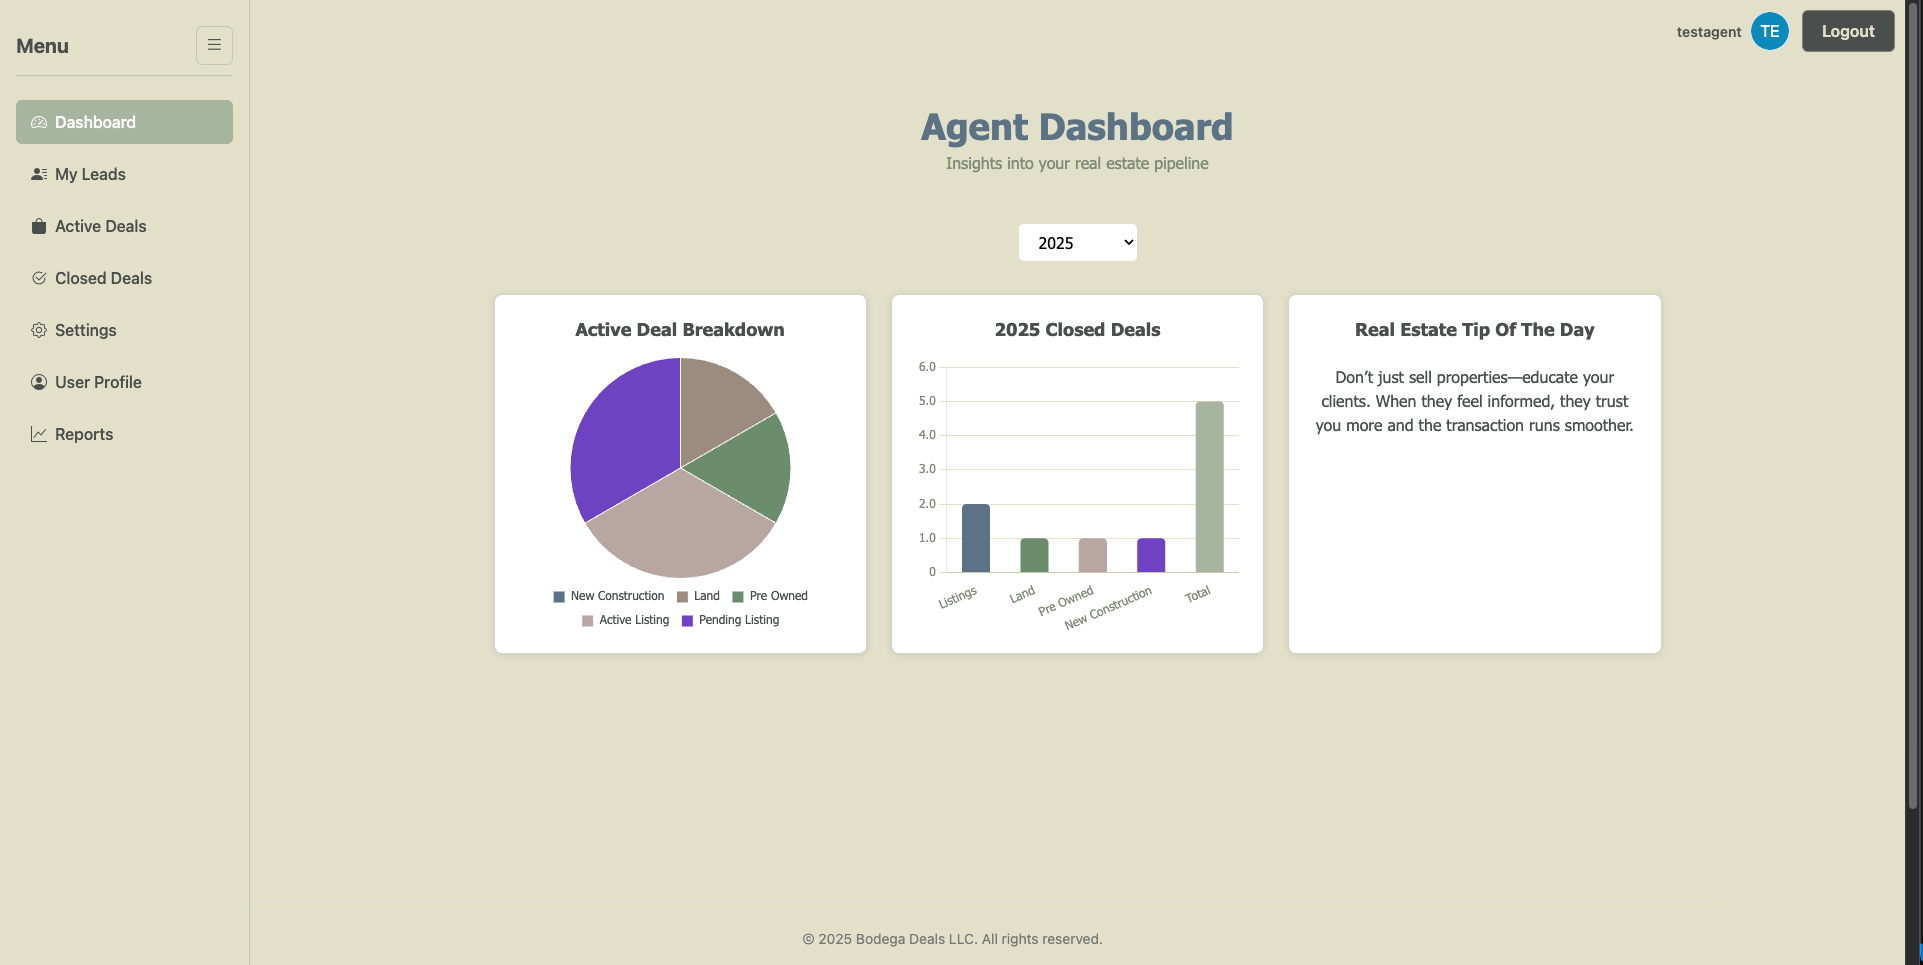 Menu
testagent
TE
Logout
Dashboard
My Leads
Active Deals
Closed Deals
Settings
User Profile
Reports
Agent Dashboard
Insights into your real estate pipeline
2025
Active Deal Breakdown
New Construction Land Pre Owned
Active Listing Pending Listing
2025 Closed Deals
6.0
5.0
4.0
3.0
2.0
1.0
0
Listings Land Pre Owned New Construction Total
Real Estate Tip Of The Day
Don’t just sell properties—educate your
clients. When they feel informed, they trust
you more and the transaction runs smoother.
© 2025 Bodega Deals LLC. All rights reserved.